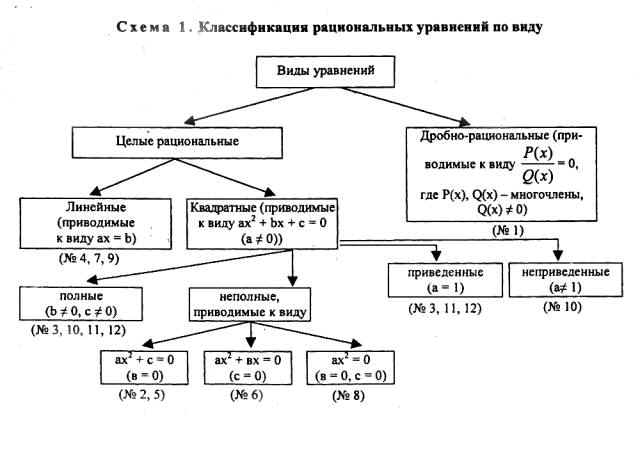 Схема 1. Классификация рациональных уравнений по виду
Виды уравнений
Целые рациональные
Дробно-рациональные (при-
водимые к виду P(x)/Q(x) = 0,
где P(x), Q(x) – многочлены,
Q(x) ≠ 0)
(№ 1)
Линейные
(приводимые
к виду ax = b)
(№ 4, 7, 9)
Квадратные (приводимые
к виду ax² + bx + c = 0
(a ≠ 0))
приведенные
(a = 1)
(№ 3, 11, 12)
неприведенные
(a≠ 1)
(№ 10)
полные
(b ≠ 0, c ≠ 0)
(№ 3, 10, 11, 12)
неполные,
приводимые к виду
ax² + c = 0
(в = 0)
(№ 2, 5)
ax² + вx = 0
(c = 0)
(№ 6)
ax² = 0
(в = 0, c = 0)
(№ 8)